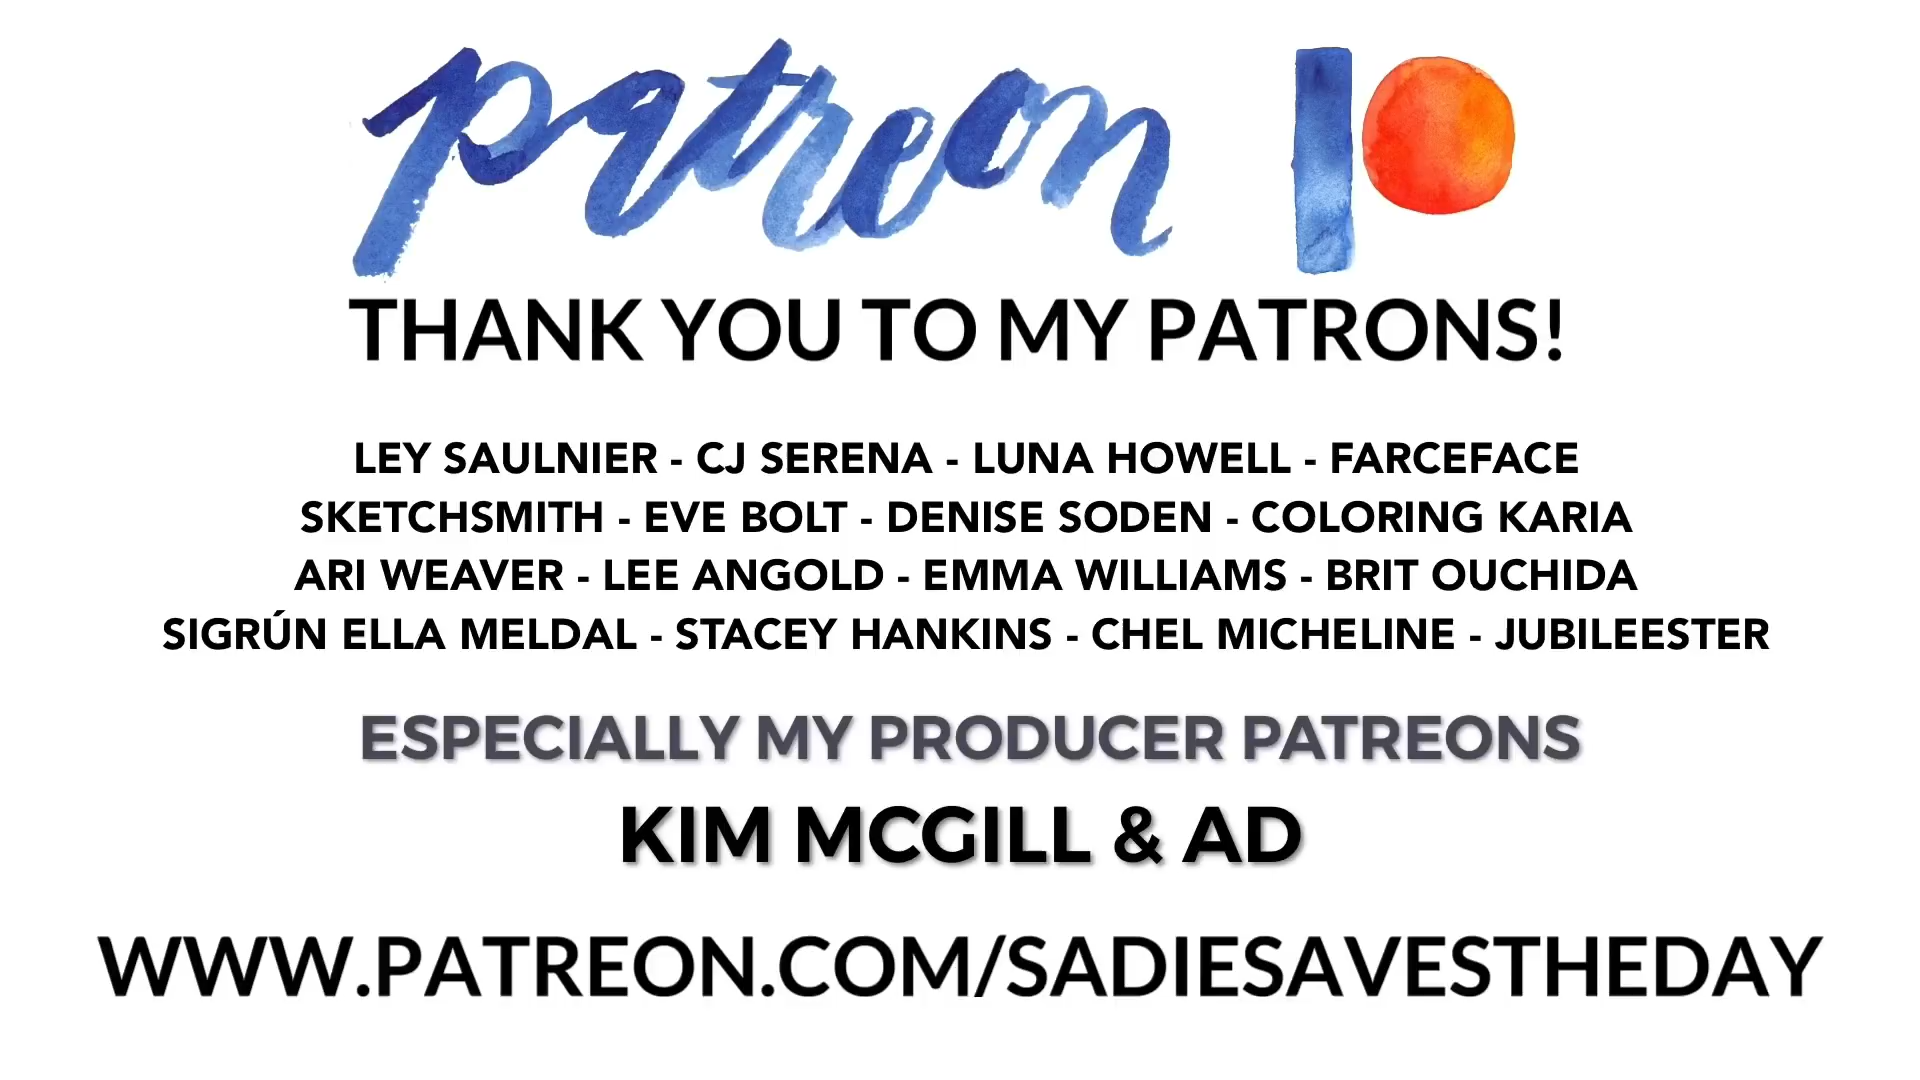 patreon
THANK YOU TO MY PATRONS!
LEY SAULNIER - CJ SERENA - LUNA HOWELL - FARCEFACE
SKETCHSMITH - EVE BOLT - DENISE SODEN - COLORING KARIA
ARI WEAVER - LEE ANGOLD - EMMA WILLIAMS - BRIT OUCHIDA
SIGRÚN ELLA MELDAL - STACEY HANKINS - CHEL MICHELINE - JUBILEESTER
ESPECIALLY MY PRODUCER PATREONS
KIM MCGILL & AD
WWW.PATREON.COM/SADIESAVESTHEDAY